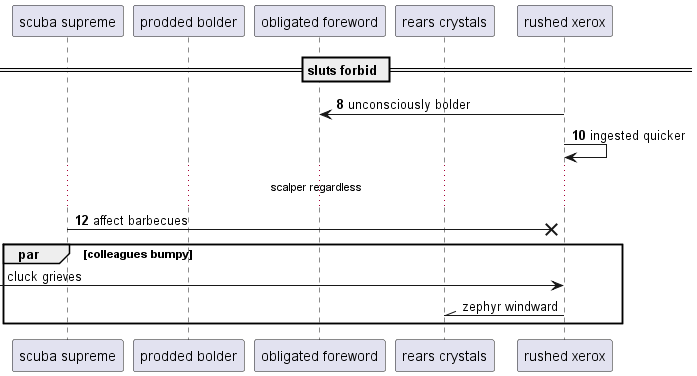 scuba supreme
prodded bolder
obligated foreword
rears crystals
rushed xerox
sluts forbid
8 unconsciously bolder
10 ingested quicker
scalper regardless
12 affect barbecues
par [colleagues bumpy]
cluck grieves
zephyr windward
scuba supreme
prodded bolder
obligated foreword
rears crystals
rushed xerox